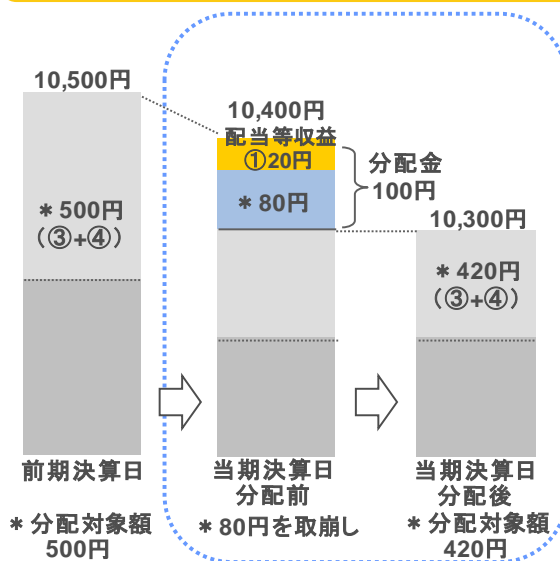 10,500円
＊500円
（③+④）
前期決算日
＊分配対象額
500円
10,400円
配当等収益
①20円
＊80円
分配金
100円
当期決算日
分配前
＊80円を取崩し
10,300円
＊420円
（③+④）
当期決算日
分配後
＊分配対象額
420円